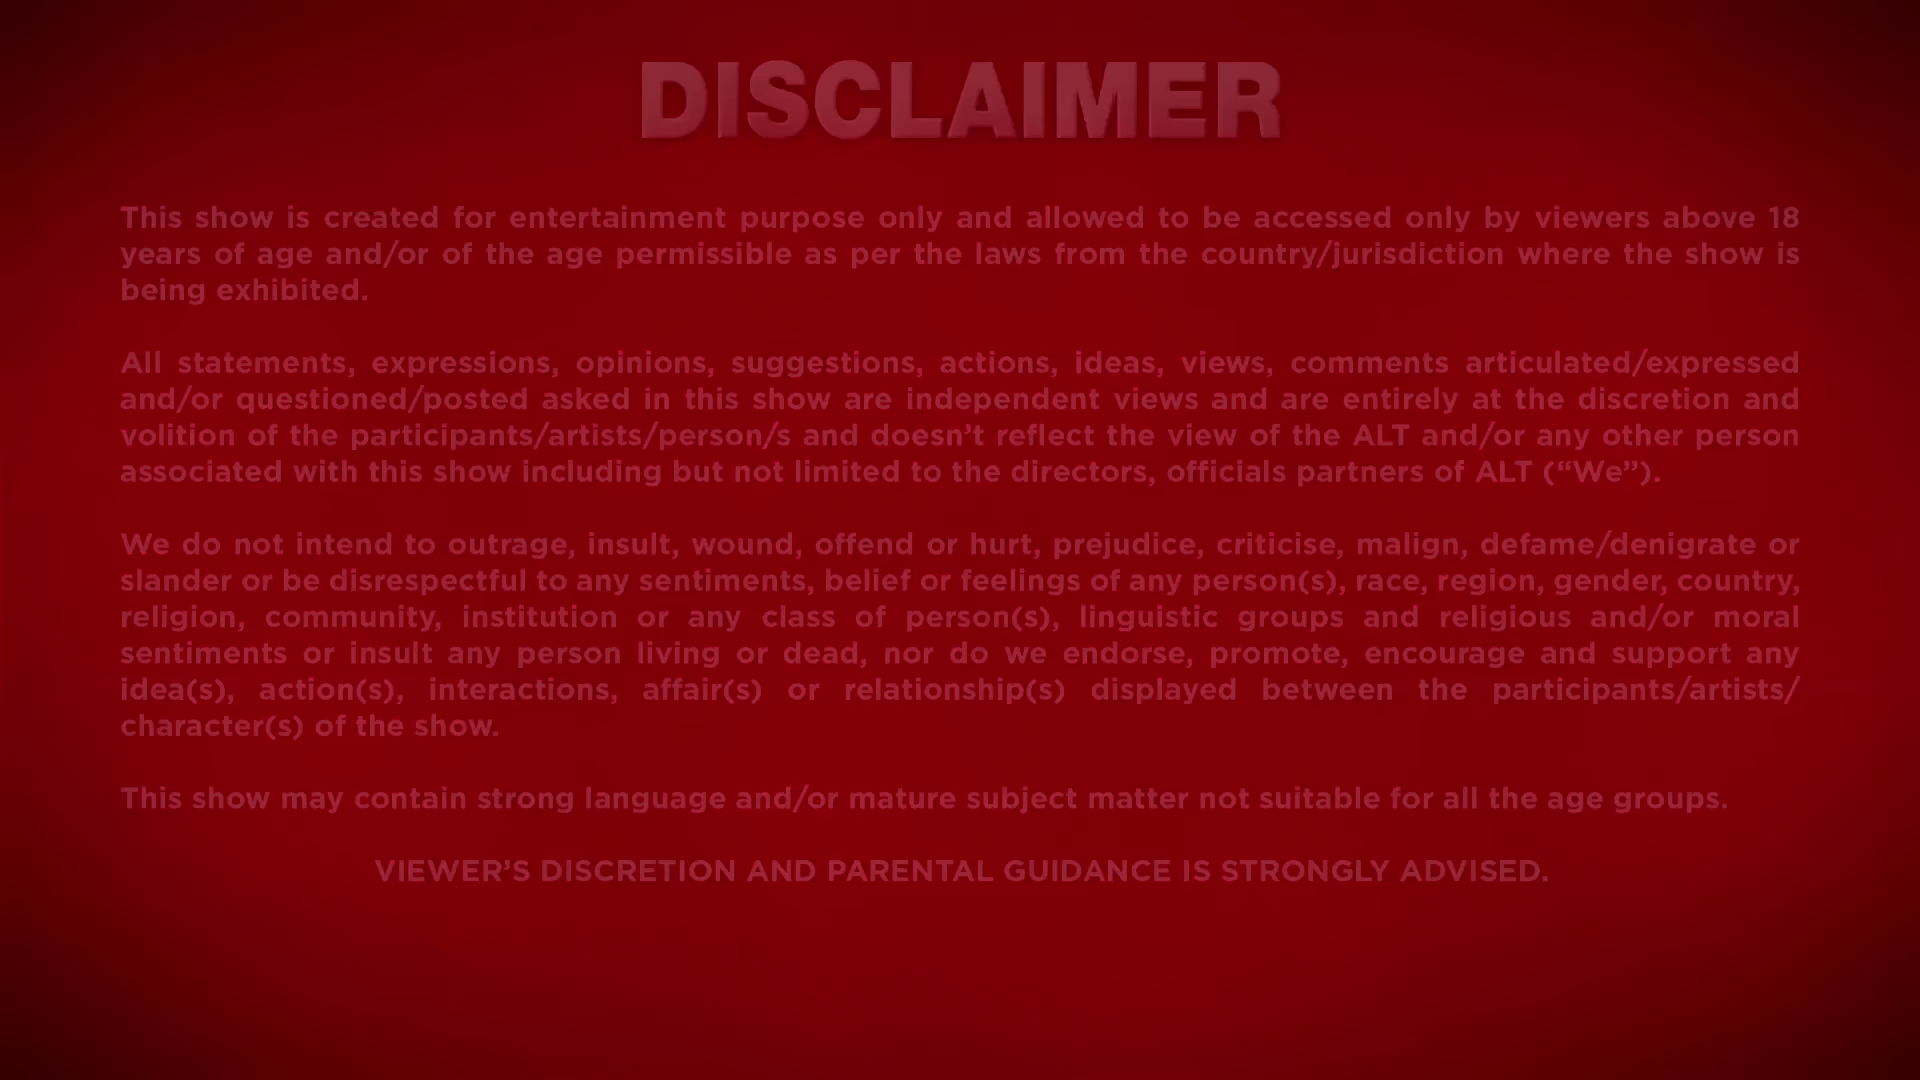 DISCLAIMER
This show is created for entertainment purpose only and allowed to be accessed only by viewers above 18
years of age and/or of the age permissible as per the laws from the country/jurisdiction where the show is
being exhibited.
All statements, expressions, opinions, suggestions, actions, ideas, views, comments articulated/expressed
and/or questioned/posted asked in this show are independent views and are entirely at the discretion and
volition of the participants/artists/person/s and doesn’t reflect the view of the ALT and/or any other person
associated with this show including but not limited to the directors, officials partners of ALT (“We”).
We do not intend to outrage, insult, wound, offend or hurt, prejudice, criticise, malign, defame/denigrate or
slander or be disrespectful to any sentiments, belief or feelings of any person(s), race, region, gender, country,
religion, community, institution or any class of person(s), linguistic groups and religious and/or moral
sentiments or insult any person living or dead, nor do we endorse, promote, encourage and support any
idea(s), action(s), interactions, affair(s) or relationship(s) displayed between the participants/artists/
character(s) of the show.
This show may contain strong language and/or mature subject matter not suitable for all the age groups.
VIEWER’S DISCRETION AND PARENTAL GUIDANCE IS STRONGLY ADVISED.